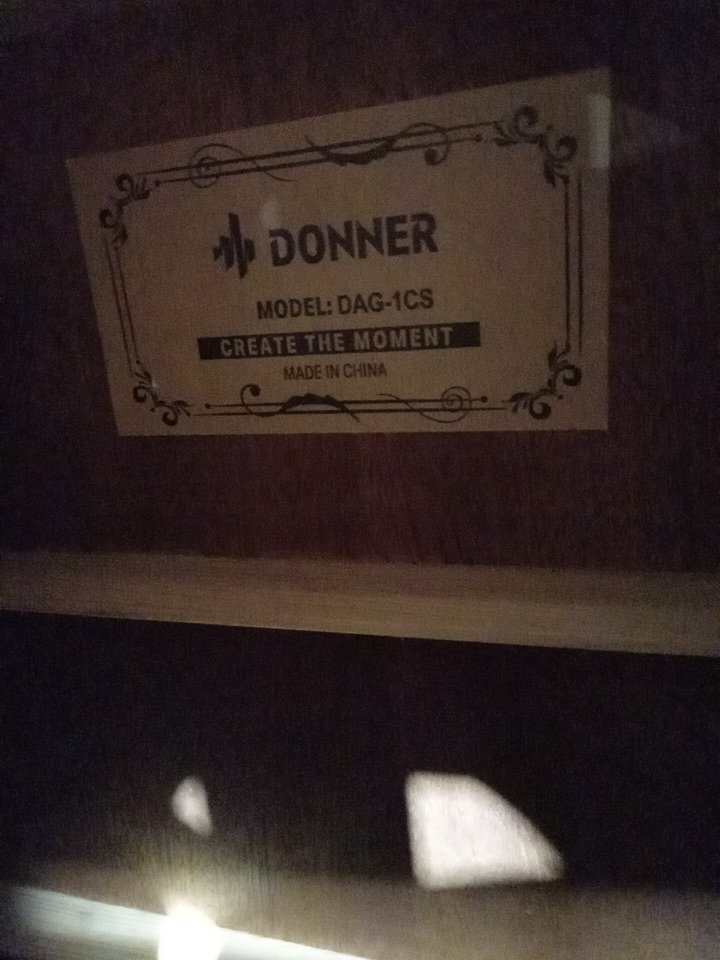 DONNER
MODEL: DAG-1CS
CREATE THE MOMENT
MADE IN CHINA